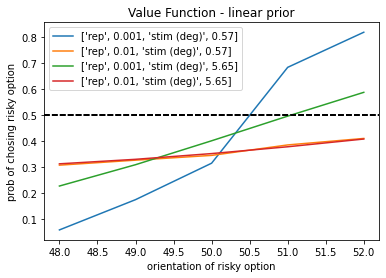 Value Function - linear prior
['rep', 0.001, 'stim (deg)', 0.57]
['rep', 0.01, 'stim (deg)', 0.57]
['rep', 0.001, 'stim (deg)', 5.65]
['rep', 0.01, 'stim (deg)', 5.65]
prob of chosing risky option
0.8
0.7
0.6
0.5
0.4
0.3
0.2
0.1
48.0 48.5 49.0 49.5 50.0 50.5 51.0 51.5 52.0
orientation of risky option